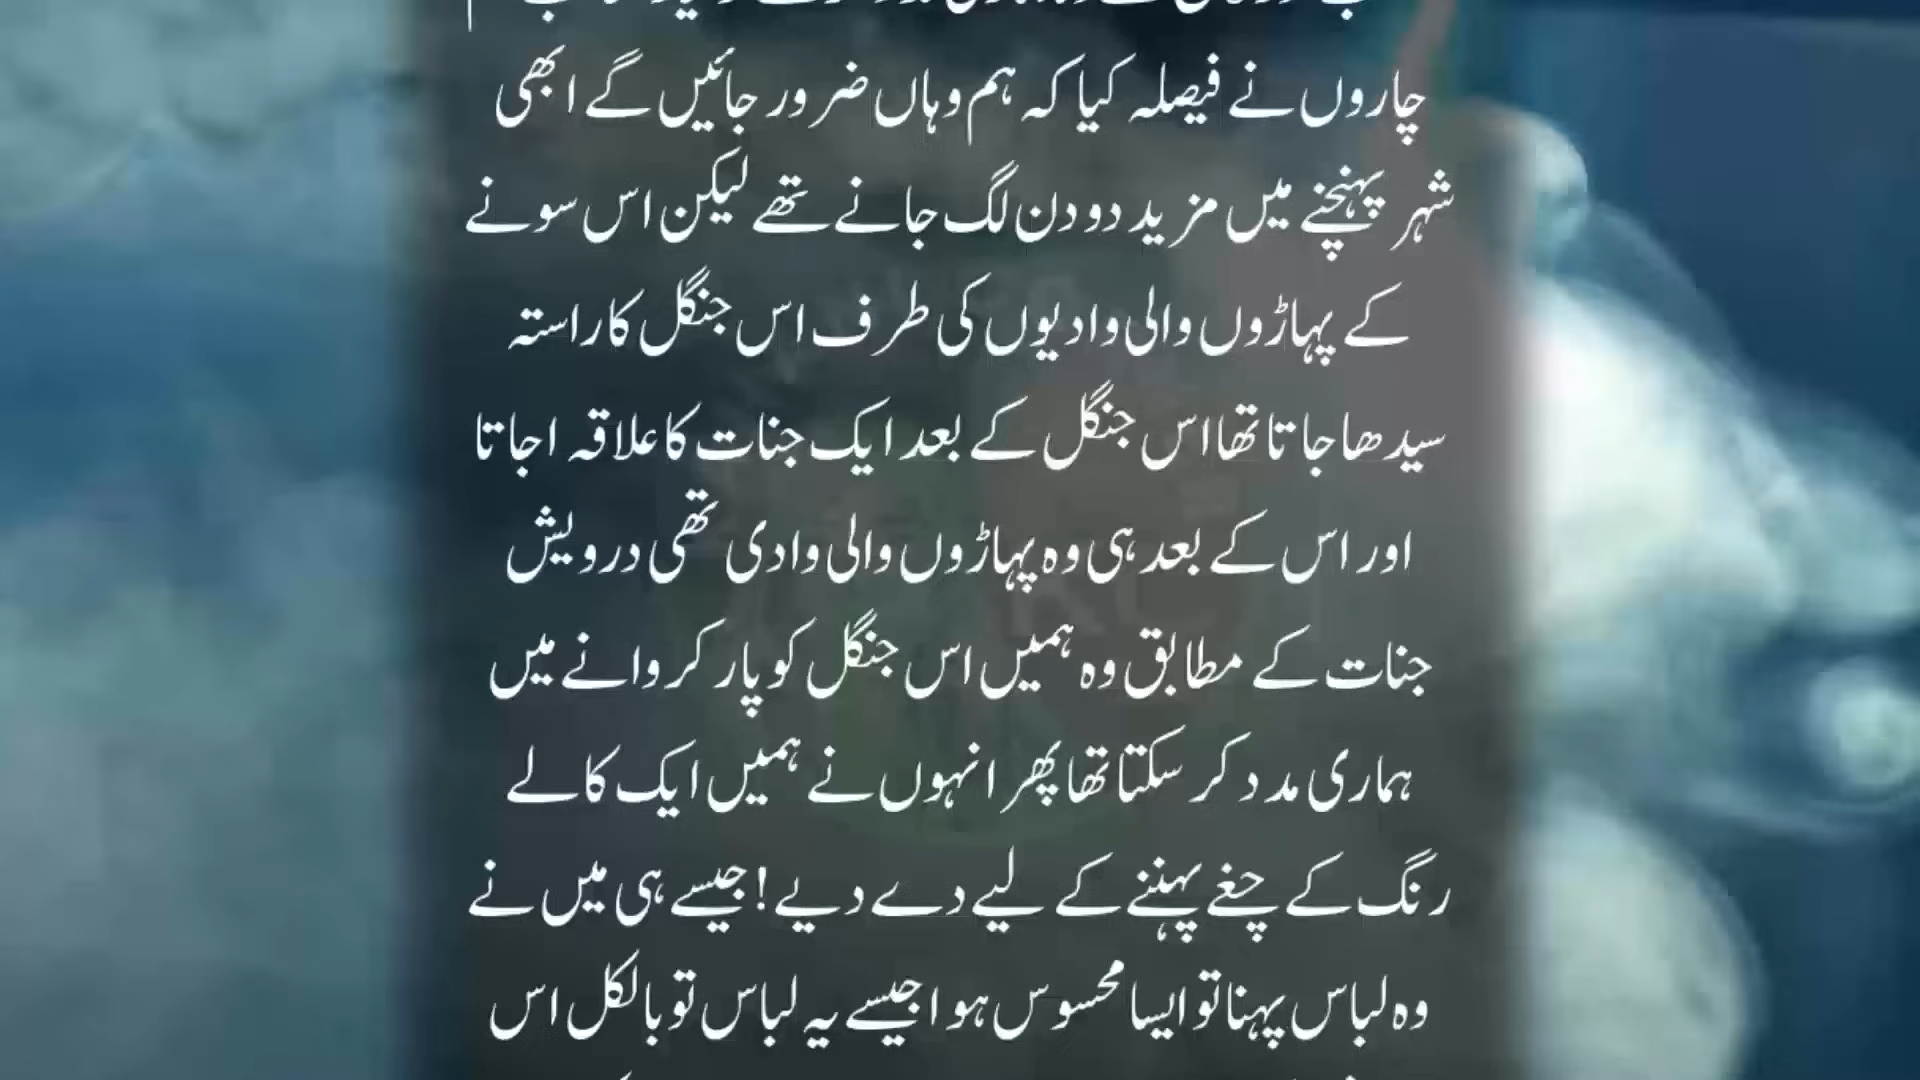 چاروں نے فیصلہ کیا کہ ہم وہاں ضرور جائیں گے ابھی
شہر پہنچنے میں مزید دو دن لگ جانے تھے لیکن اس سونے
کے پہاڑوں والی وادیوں کی طرف اس جنگل کا راستہ
سیدھا جاتا تھا اس جنگل کے بعد ایک جنات کا علاقہ اجاتا
اور اس کے بعد ہی وہ پہاڑوں والی وادی تھی درویش
جنات کے مطابق وہ ہمیں اس جنگل کو پار کروانے میں
ہماری مدد کر سکتا تھا پھر انہوں نے ہمیں ایک کالے
رنگ کے چغے پہننے کے لیے دے دیے! جیسے ہی میں نے
وہ لباس پہنا تو ایسا محسوس ہوا جیسے یہ لباس تو بالکل اس